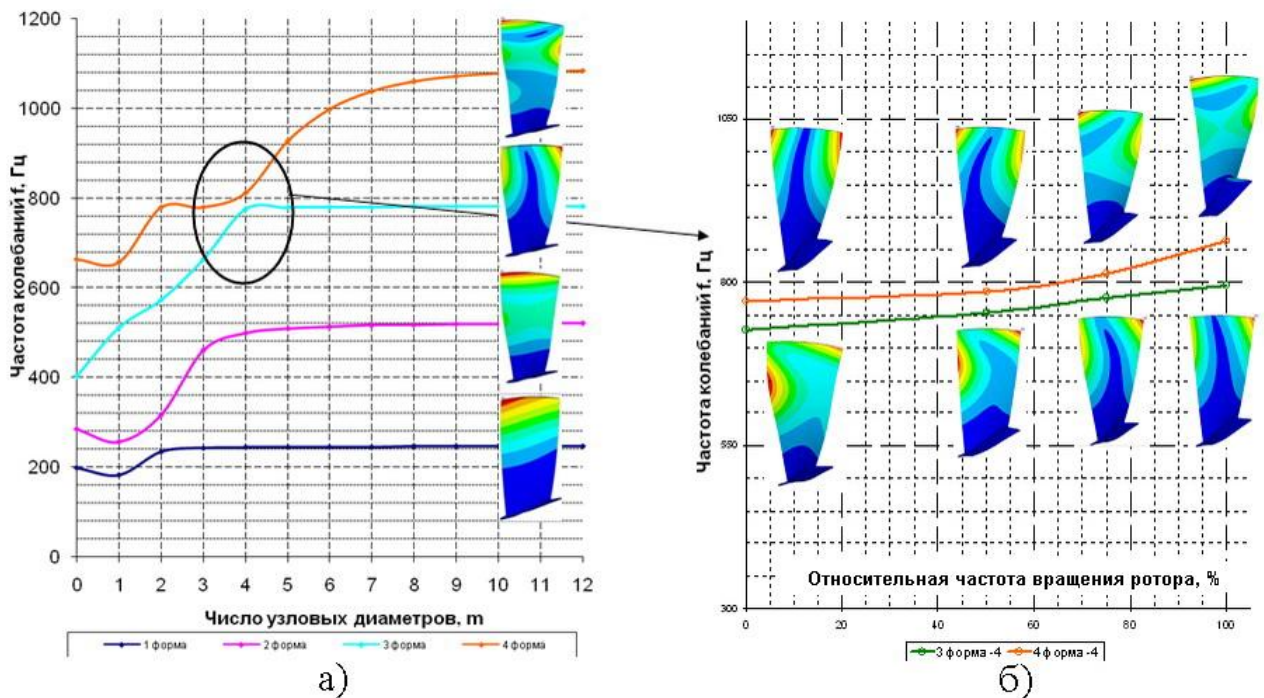 1200
1000
800
600
400
200
0
Частота колебаний f, Гц
0 1 2 3 4 5 6 7 8 9 10 11 12
Число узловых диаметров, m
1 форма 2 форма 3 форма 4 форма
а)
1050
800
550
300
Частота колебаний f, Гц
Относительная частота вращения ротора, %
0 20 40 60 80 100
3 форма -4 4 форма -4
б)